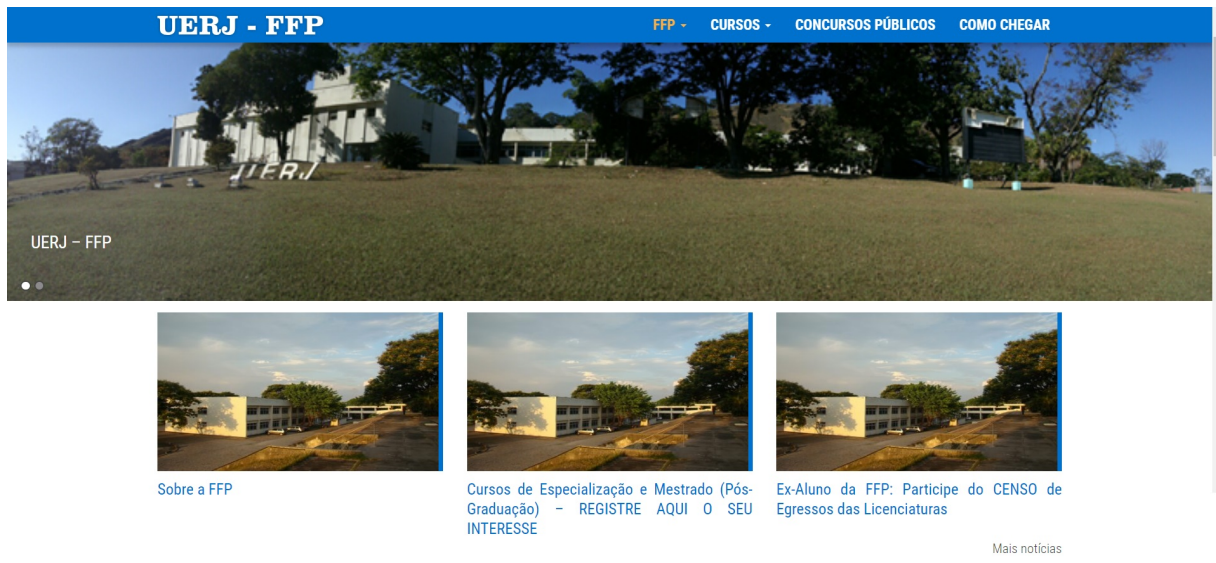 UERJ - FFP
FFP CURSOS CONCURSOS PÚBLICOS COMO CHEGAR
UERJ
UERJ – FFP
Sobre a FFP
Cursos de Especialização e Mestrado (Pós-
Graduação) – REGISTRE AQUI O SEU
INTERESSE
Ex-Aluno da FFP: Participe do CENSO de
Egressos das Licenciaturas
Mais notícias